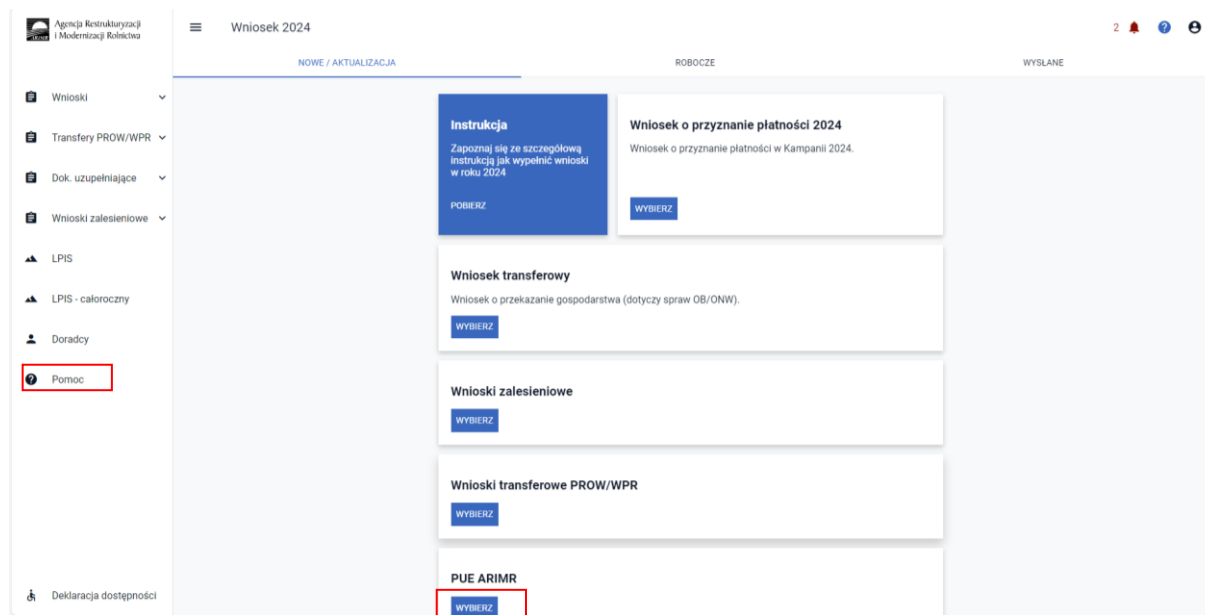 Agencja Restrukturyzacji
i Modernizacji Rolnictwa
Wniosek 2024
2
NOWE / AKTUALIZACJA
ROBOCZE
WYSŁANE
Wnioski
Transfery PROW/WPR
Dok. uzupełniające
Wnioski zalesieniowe
LPIS
LPIS - całoroczny
Doradcy
Pomoc
Deklaracja dostępności
Instrukcja
Zapoznaj się ze szczegółową
instrukcją jak wypełnić wnioski
w roku 2024
POBIERZ
Wniosek o przyznanie płatności 2024
Wniosek o przyznanie płatności w Kampanii 2024.
WYBIERZ
Wniosek transferowy
Wniosek o przekazanie gospodarstwa (dotyczy spraw OB/ONW).
WYBIERZ
Wnioski zalesieniowe
WYBIERZ
Wnioski transferowe PROW/WPR
WYBIERZ
PUE ARIMR
WYBIERZ